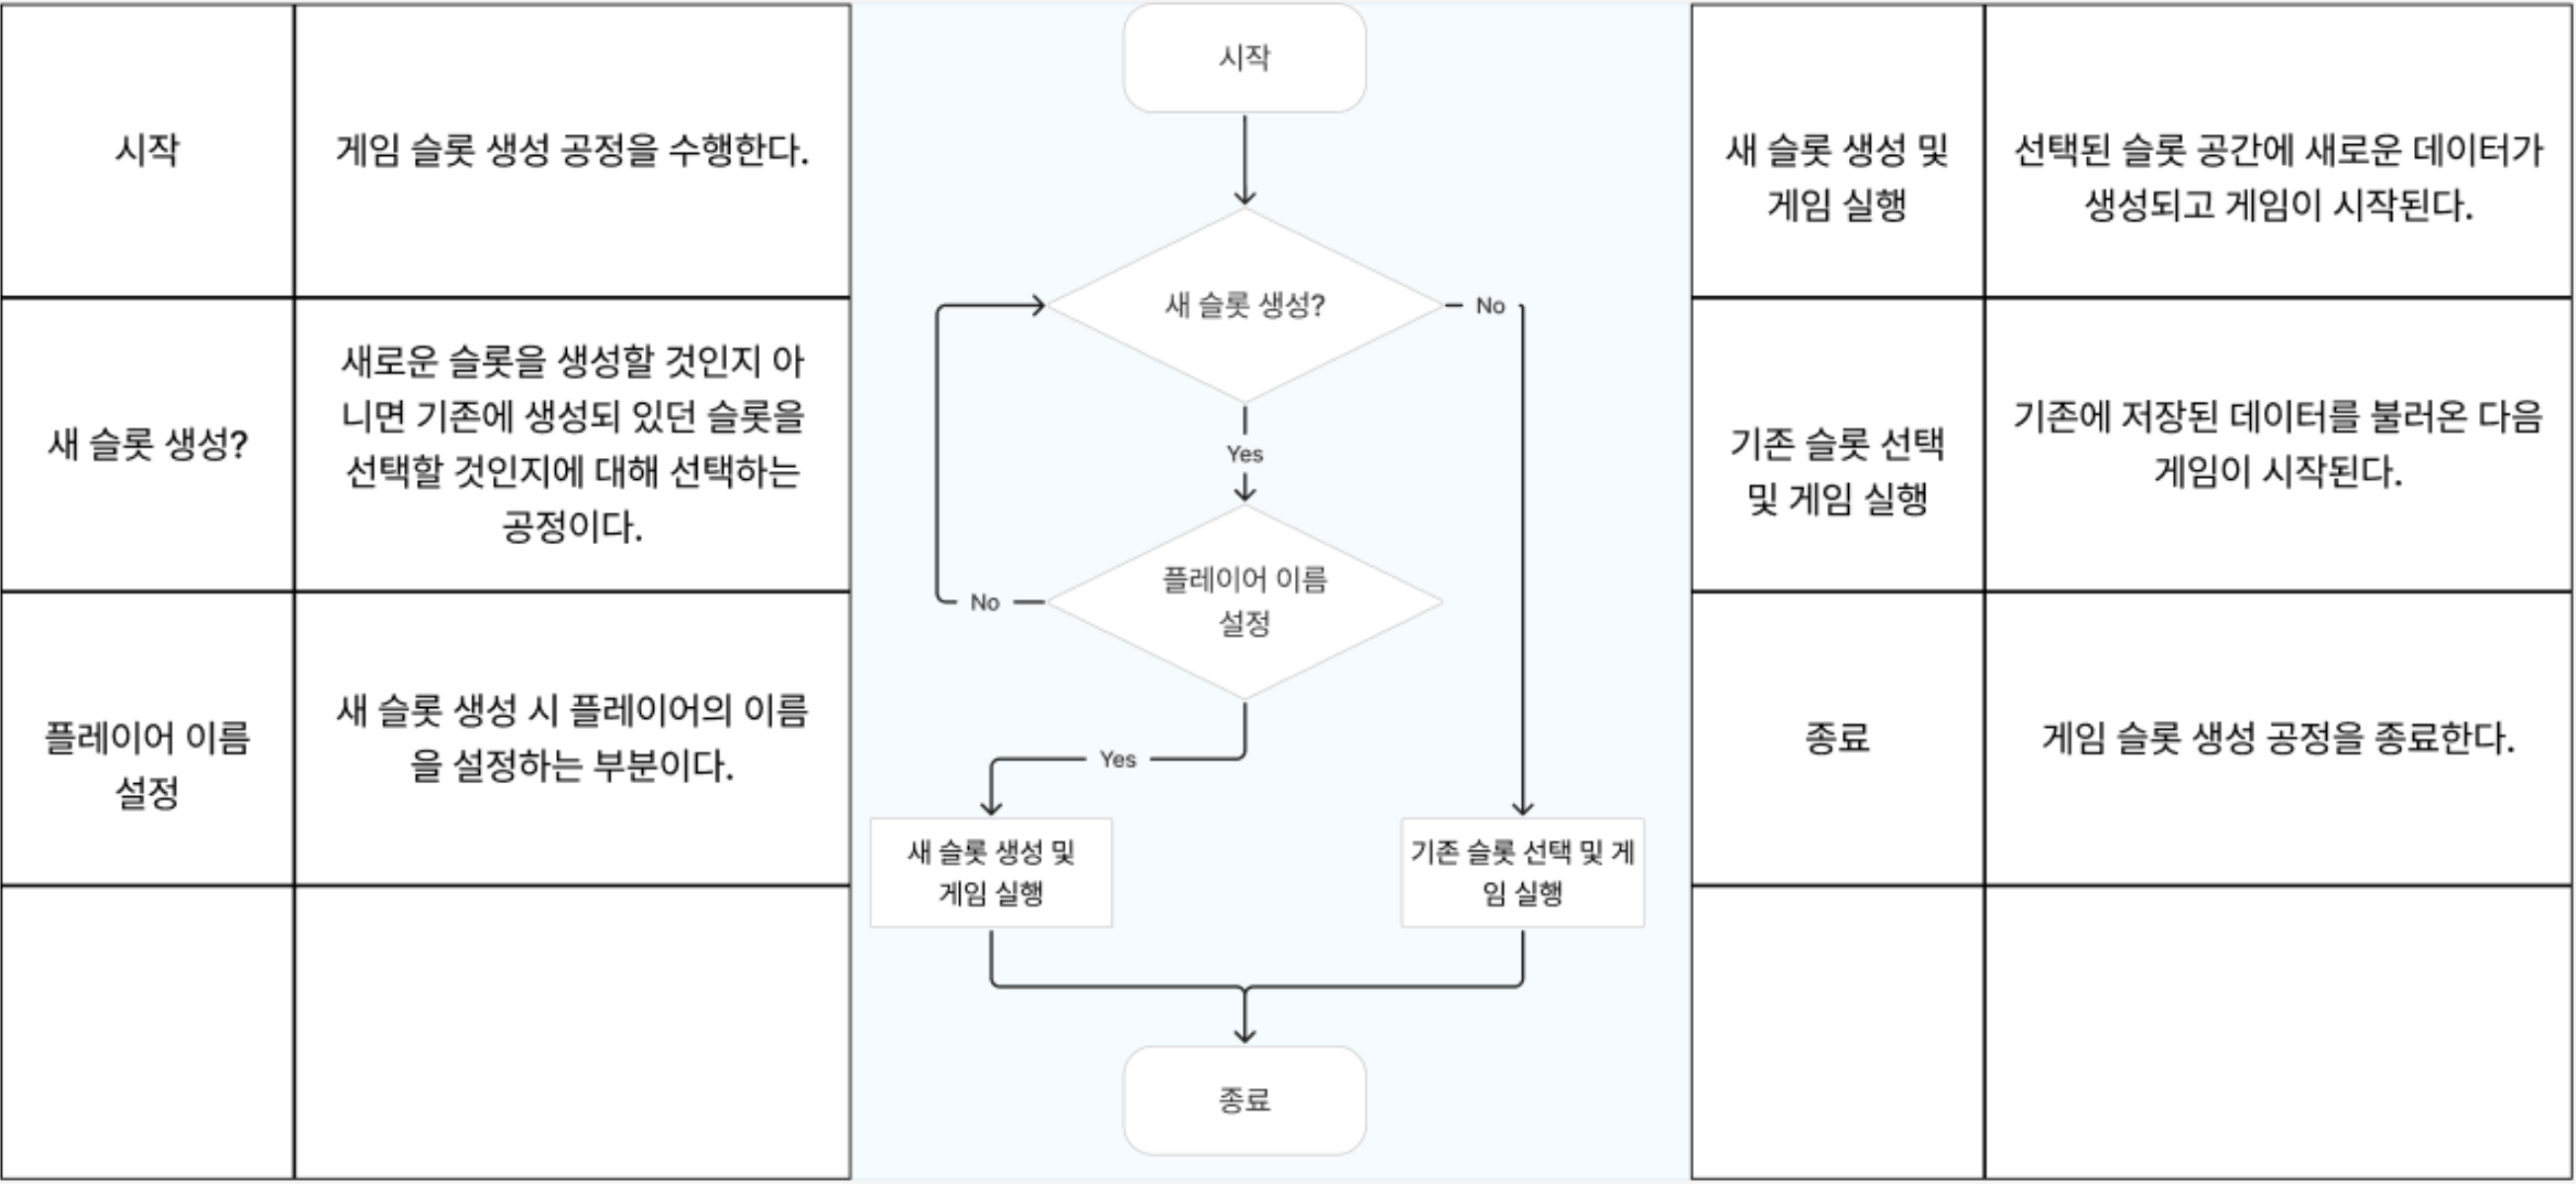 시작
게임 슬롯 생성 공정을 수행한다.
새 슬롯 생성?
새로운 슬롯을 생성할 것인지 아
니면 기존에 생성되 있던 슬롯을
선택할 것인지에 대해 선택하는
공정이다.
플레이어 이름
설정
새 슬롯 생성 시 플레이어의 이름
을 설정하는 부분이다.
시작
새 슬롯 생성?
No
Yes
플레이어 이름
설정
No
Yes
새 슬롯 생성 및
게임 실행
기존 슬롯 선택 및 게
임 실행
종료
새 슬롯 생성 및
게임 실행
선택된 슬롯 공간에 새로운 데이터가
생성되고 게임이 시작된다.
기존 슬롯 선택
및 게임 실행
기존에 저장된 데이터를 불러온 다음
게임이 시작된다.
종료
게임 슬롯 생성 공정을 종료한다.